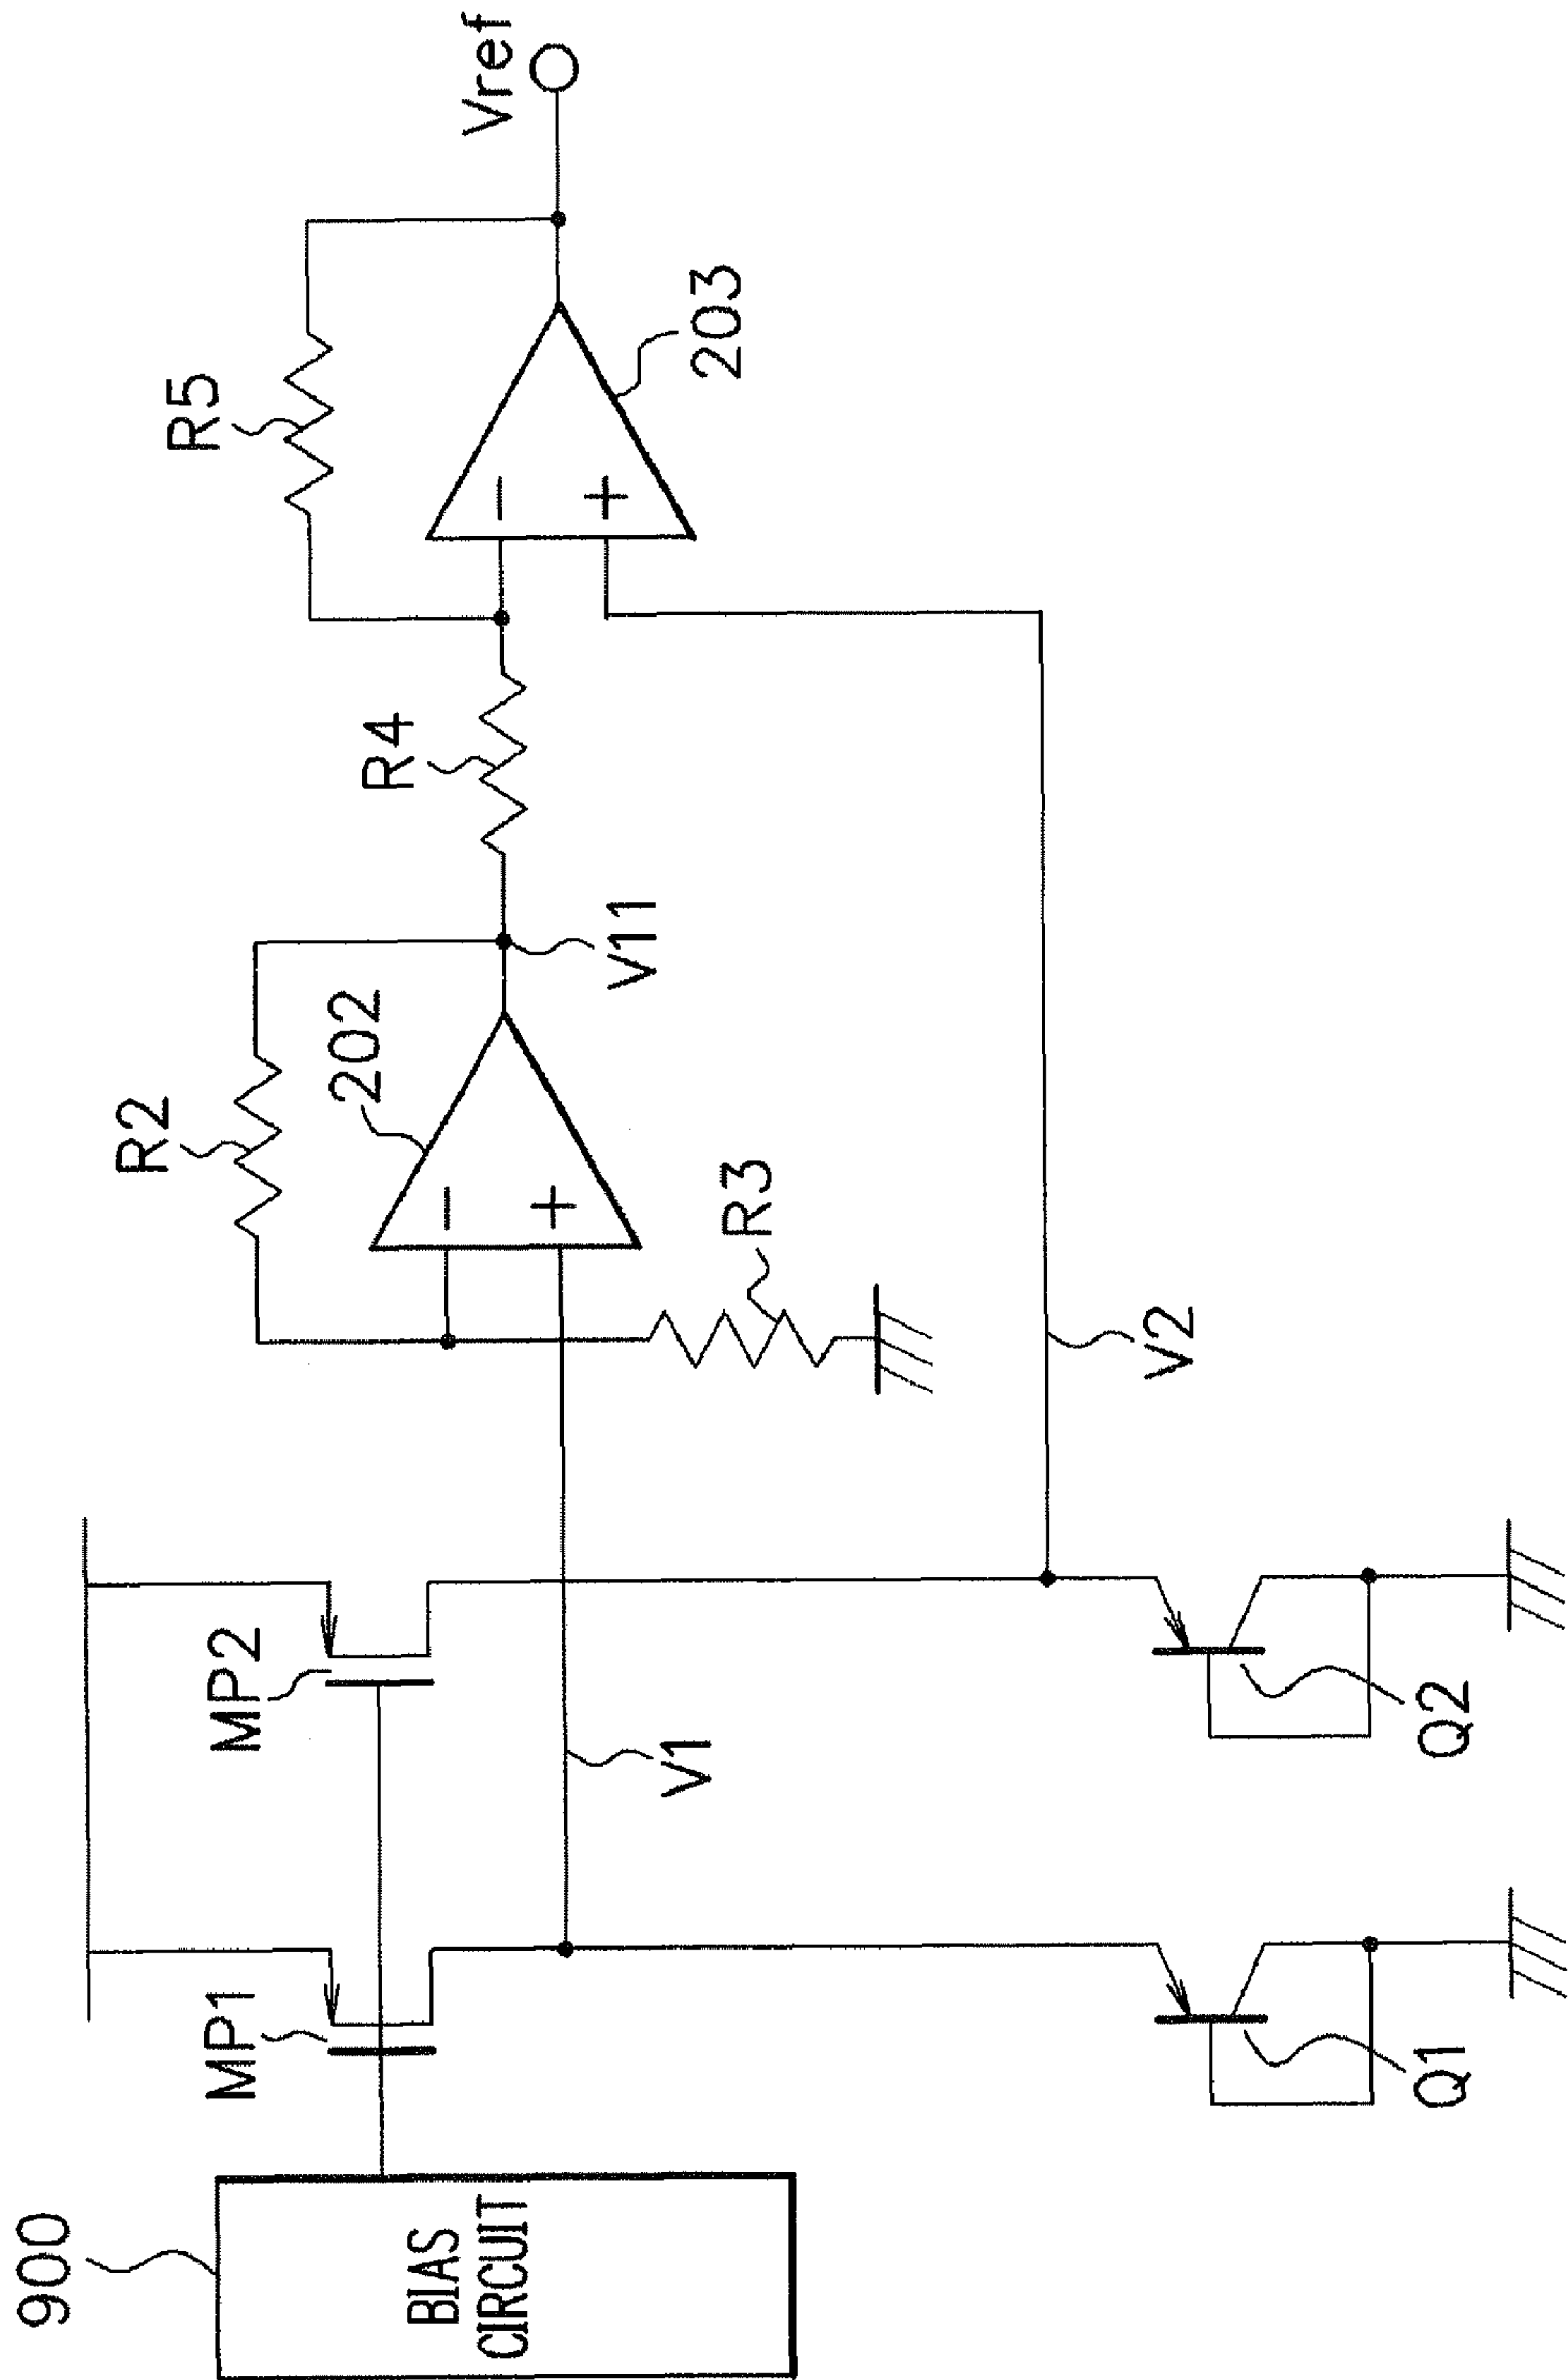 900
BIAS
CIRCUIT
MP1
MP2
Q1
Q2
V1
V2
R2
202
−
+
R3
V11
R4
R5
−
+
203
Vref